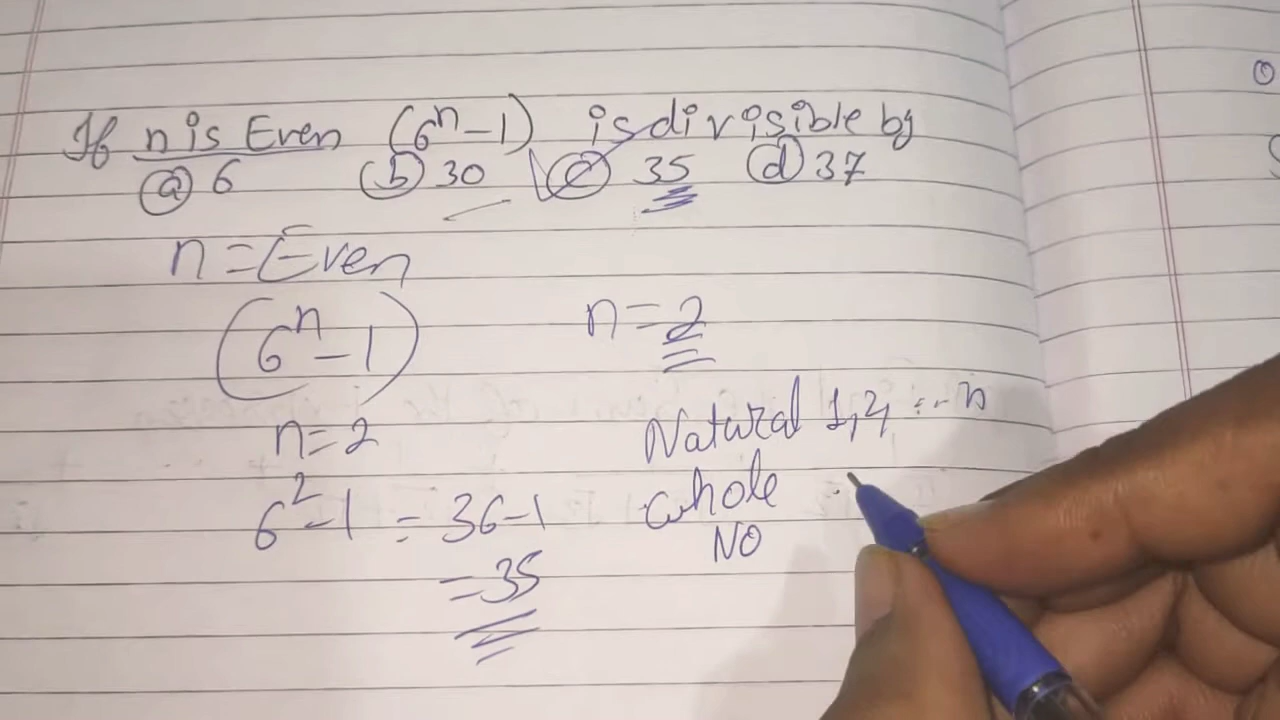 If n is Even (6ⁿ-1) is divisible by
(a) 6 (b) 30 (c) 35 (d) 37
n = Even
(6ⁿ-1)
n = 2
n = 2
Natural 1, 2, ... n
6² - 1 = 36 - 1
whole
NO
= 35